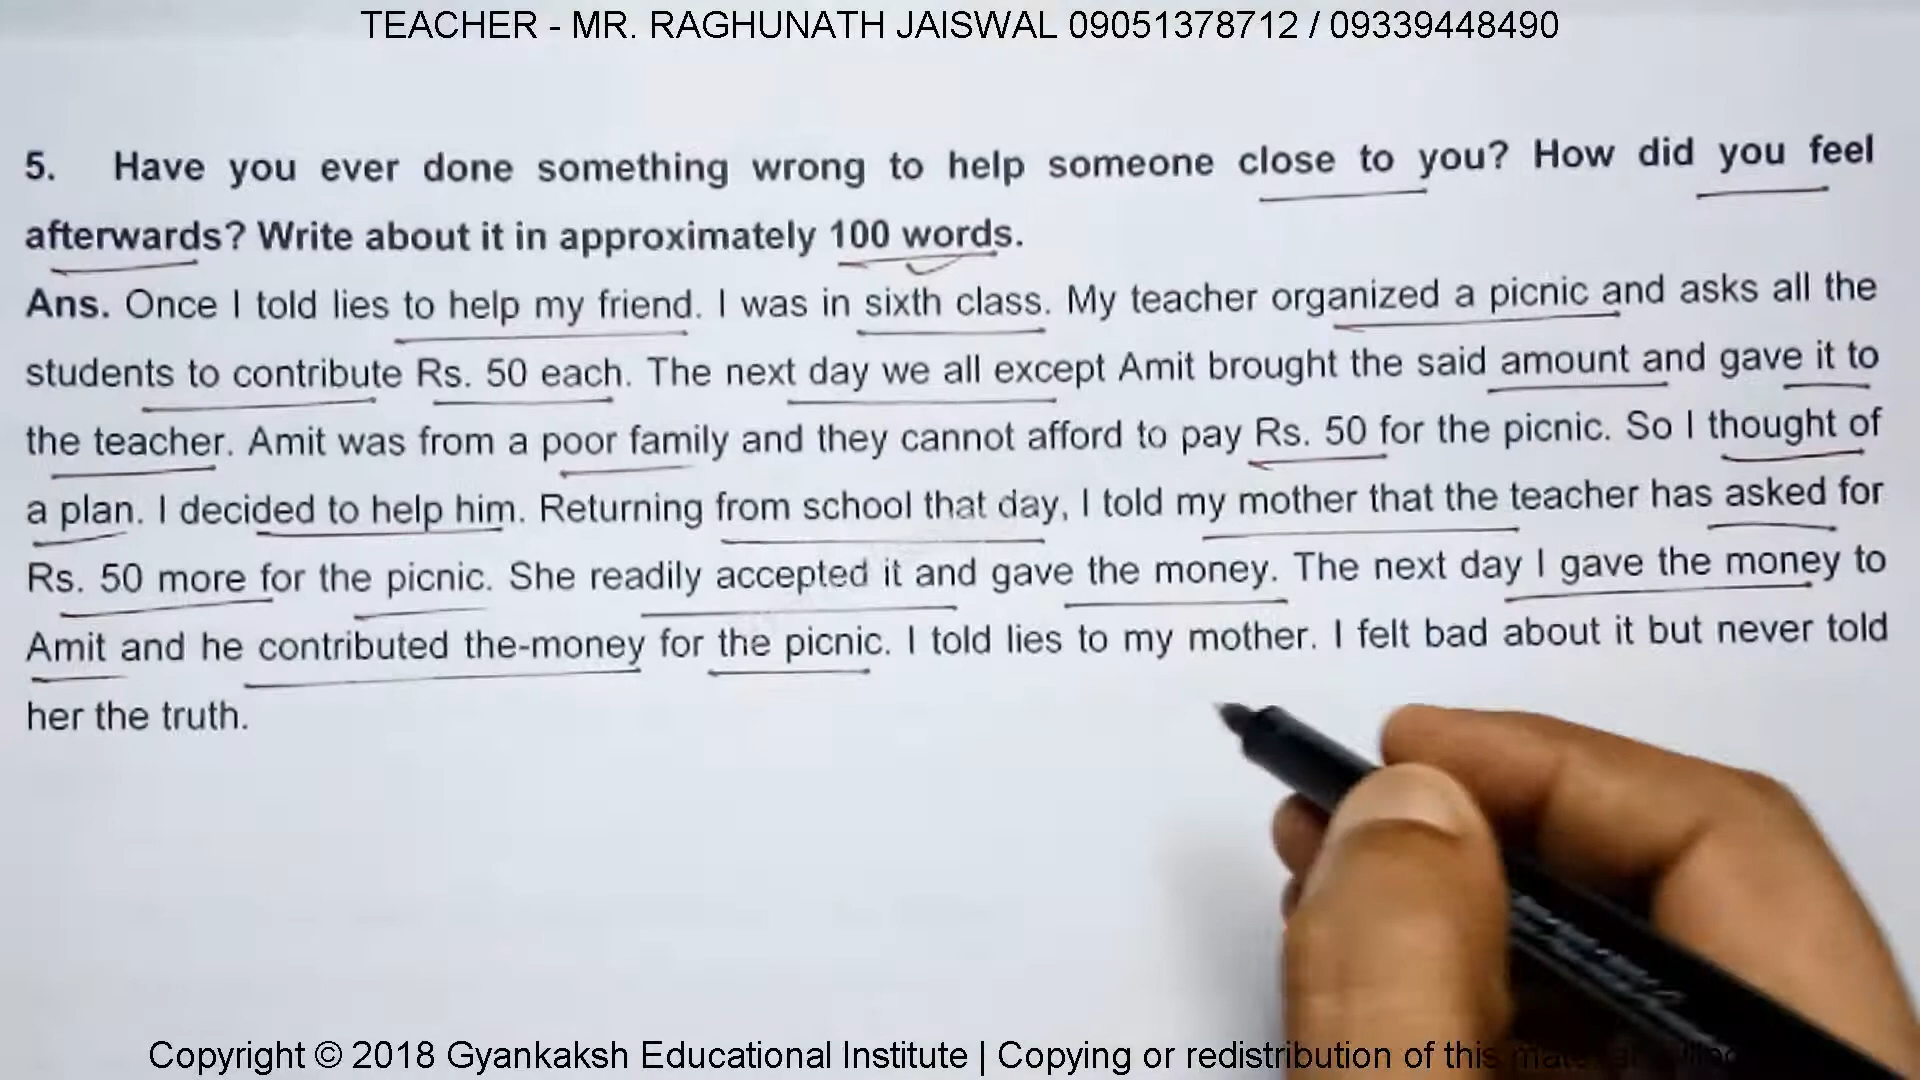 TEACHER - MR. RAGHUNATH JAISWAL 09051378712 / 09339448490
5. Have you ever done something wrong to help someone close to you? How did you feel
afterwards? Write about it in approximately 100 words.
Ans. Once I told lies to help my friend. I was in sixth class. My teacher organized a picnic and asks all the
students to contribute Rs. 50 each. The next day we all except Amit brought the said amount and gave it to
the teacher. Amit was from a poor family and they cannot afford to pay Rs. 50 for the picnic. So I thought of
a plan. I decided to help him. Returning from school that day, I told my mother that the teacher has asked for
Rs. 50 more for the picnic. She readily accepted it and gave the money. The next day I gave the money to
Amit and he contributed the-money for the picnic. I told lies to my mother. I felt bad about it but never told
her the truth.
Copyright © 2018 Gyankaksh Educational Institute | Copying or redistribution of this